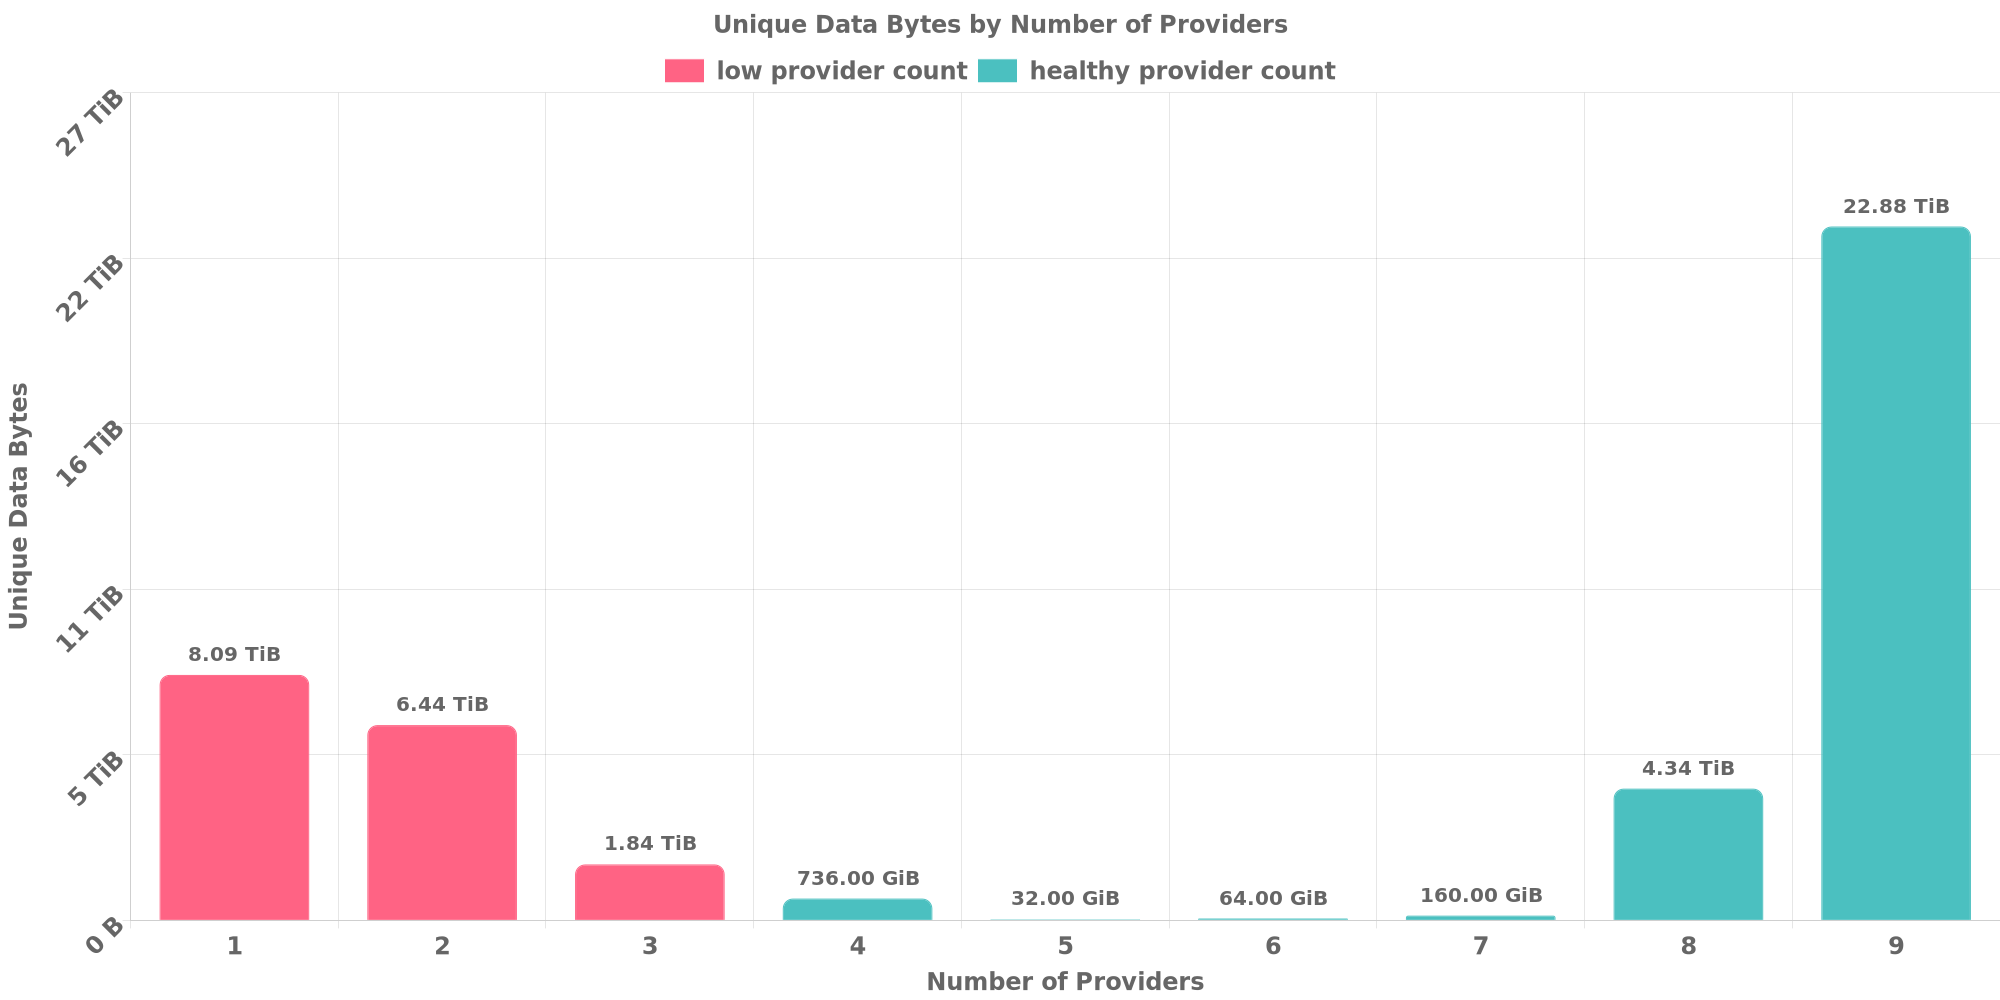 Unique Data Bytes by Number of Providers
low provider count healthy provider count
27 TiB
22 TiB
16 TiB
11 TiB
5 TiB
0 B
Unique Data Bytes
8.09 TiB
6.44 TiB
1.84 TiB
736.00 GiB
32.00 GiB
64.00 GiB
160.00 GiB
4.34 TiB
22.88 TiB
1 2 3 4 5 6 7 8 9
Number of Providers